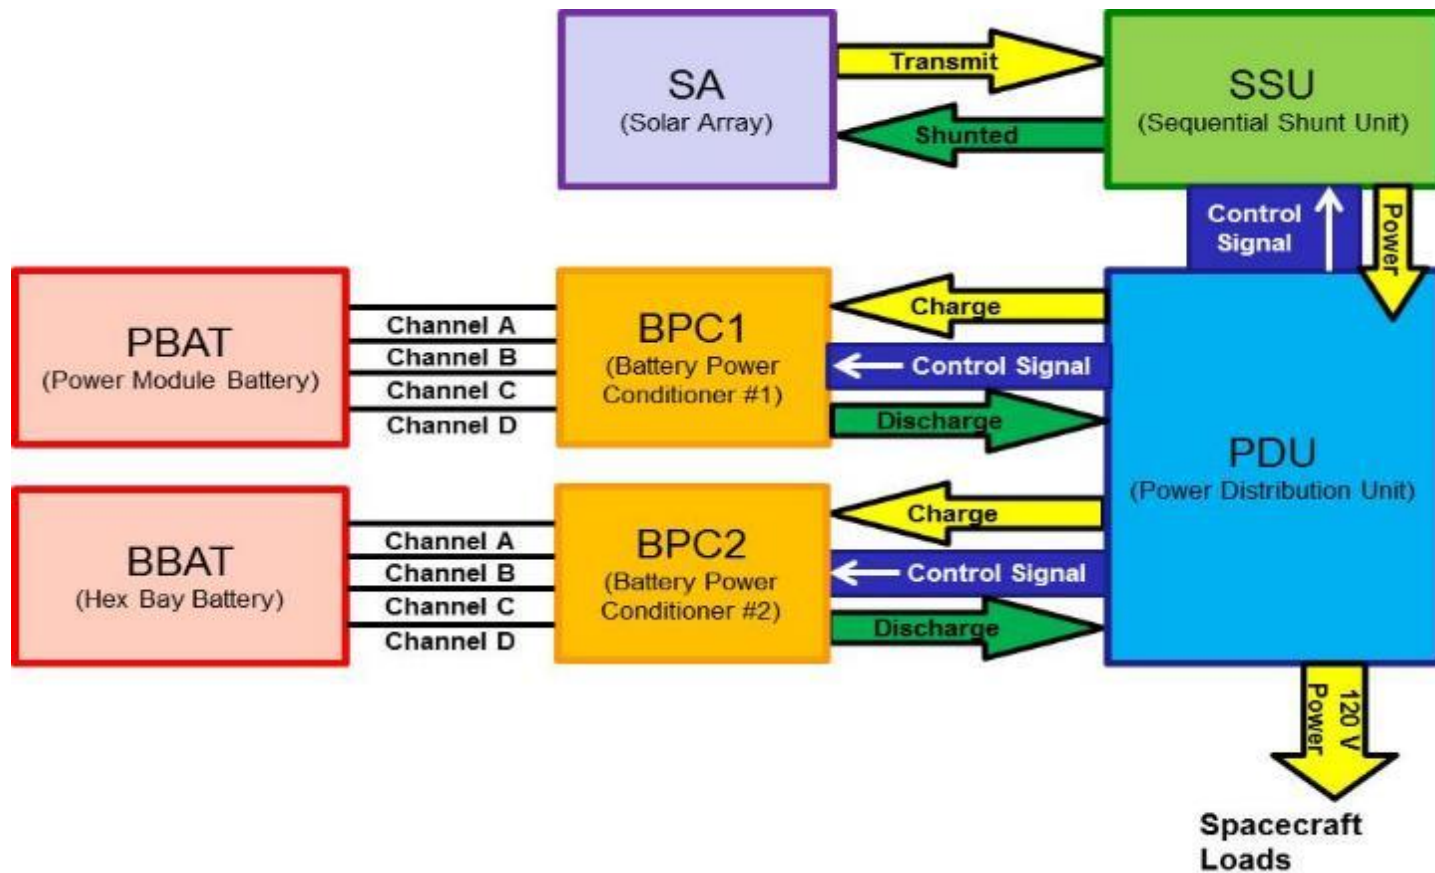 SA
(Solar Array)
Transmit
Shunted
SSU
(Sequential Shunt Unit)
Control
Signal
Power
PBAT
(Power Module Battery)
Channel A
Channel B
Channel C
Channel D
BPC1
(Battery Power
Conditioner #1)
Charge
Control Signal
Discharge
PDU
(Power Distribution Unit)
BBAT
(Hex Bay Battery)
Channel A
Channel B
Channel C
Channel D
BPC2
(Battery Power
Conditioner #2)
Charge
Control Signal
Discharge
120 V
Power
Spacecraft
Loads